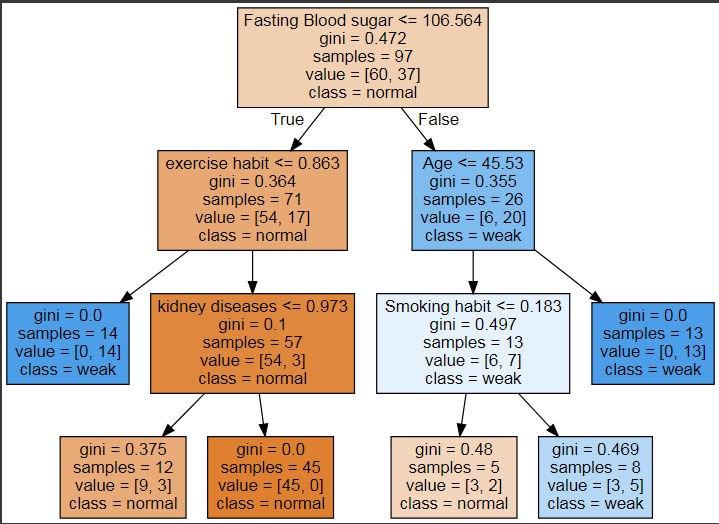 Fasting Blood sugar <= 106.564
gini = 0.472
samples = 97
value = [60, 37]
class = normal
True
False
exercise habit <= 0.863
gini = 0.364
samples = 71
value = [54, 17]
class = normal
Age <= 45.53
gini = 0.355
samples = 26
value = [6, 20]
class = weak
gini = 0.0
samples = 14
value = [0, 14]
class = weak
kidney diseases <= 0.973
gini = 0.1
samples = 57
value = [54, 3]
class = normal
Smoking habit <= 0.183
gini = 0.497
samples = 13
value = [6, 7]
class = weak
gini = 0.0
samples = 13
value = [0, 13]
class = weak
gini = 0.375
samples = 12
value = [9, 3]
class = normal
gini = 0.0
samples = 45
value = [45, 0]
class = normal
gini = 0.48
samples = 5
value = [3, 2]
class = normal
gini = 0.469
samples = 8
value = [3, 5]
class = weak